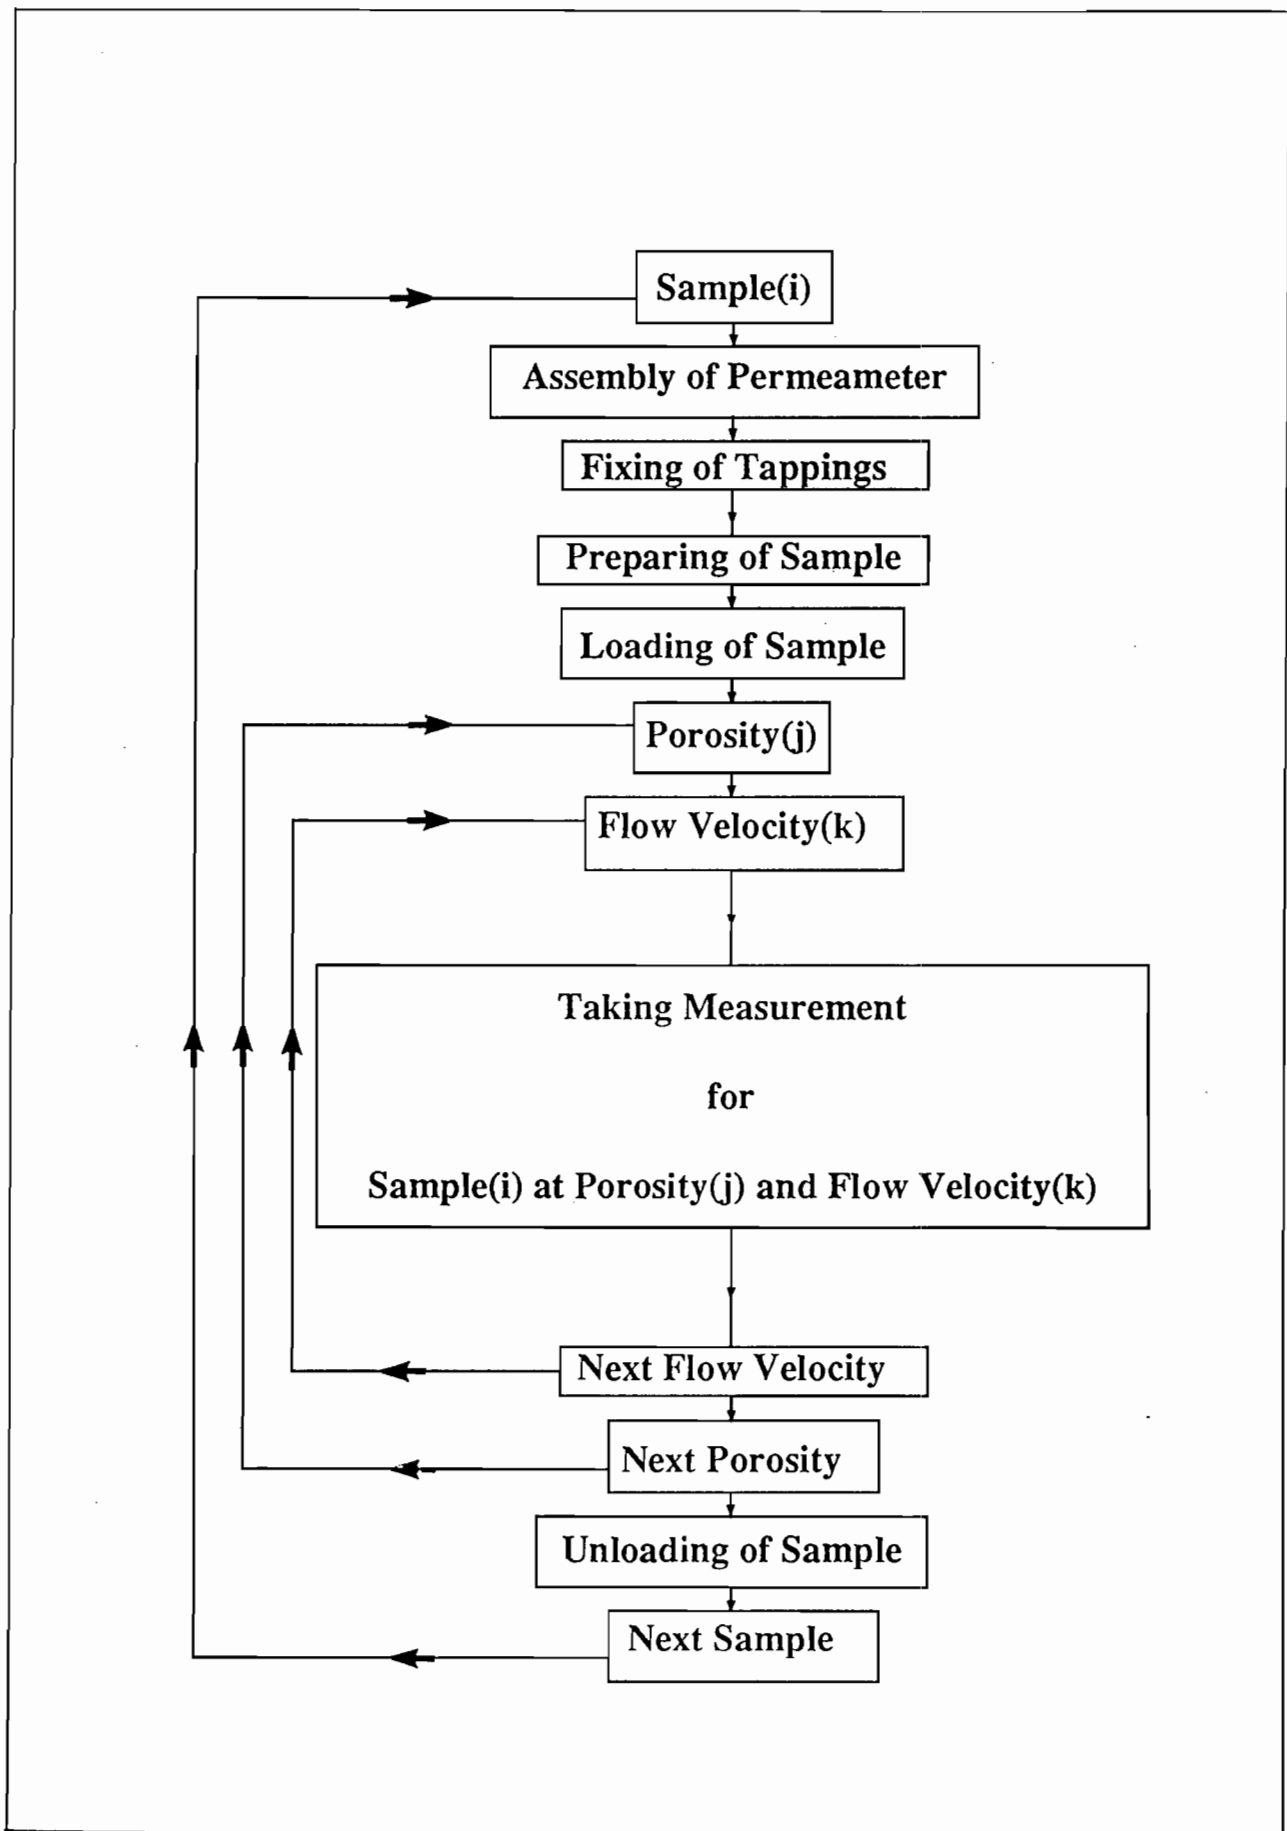 Sample(i)
Assembly of Permeameter
Fixing of Tappings
Preparing of Sample
Loading of Sample
Porosity(j)
Flow Velocity(k)
Taking Measurement
for
Sample(i) at Porosity(j) and Flow Velocity(k)
Next Flow Velocity
Next Porosity
Unloading of Sample
Next Sample